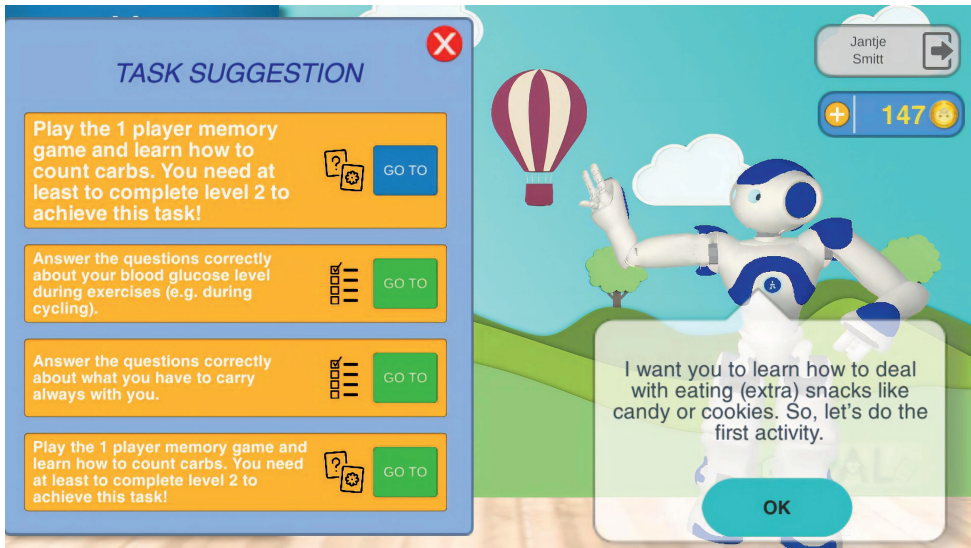 TASK SUGGESTION
Play the 1 player memory
game and learn how to
count carbs. You need at
least to complete level 2 to
achieve this task!
GO TO
Answer the questions correctly
about your blood glucose level
during exercises (e.g. during
cycling).
GO TO
Answer the questions correctly
about what you have to carry
always with you.
GO TO
Play the 1 player memory game and
learn how to count carbs. You need
at least to complete level 2 to
achieve this task!
GO TO
Jantje
Smitt
147
I want you to learn how to deal
with eating (extra) snacks like
candy or cookies. So, let's do the
first activity.
OK